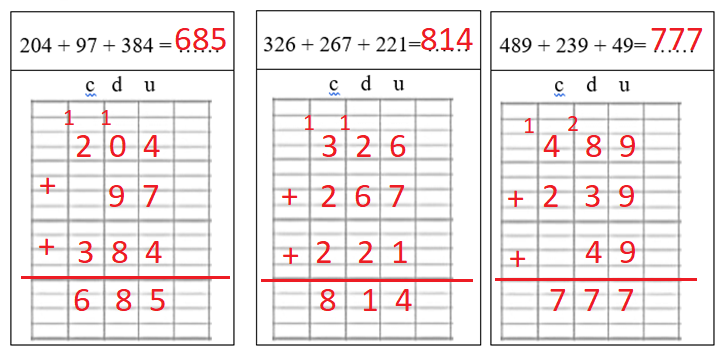 204 + 97 + 384 = 685
c d u
1 1
2 0 4
+ 9 7
+ 3 8 4
6 8 5
326 + 267 + 221= 814
c d u
1 1
3 2 6
+ 2 6 7
+ 2 2 1
8 1 4
489 + 239 + 49= 777
c d u
1 2
4 8 9
+ 2 3 9
+ 4 9
7 7 7